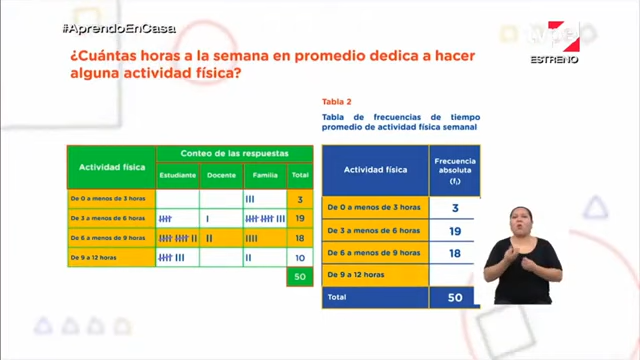 #AprendoEnCasa
ESTRENO
¿Cuántas horas a la semana en promedio dedica a hacer
alguna actividad física?
Tabla 2
Tabla de frecuencias de tiempo
promedio de actividad física semanal
Actividad física
Conteo de las respuestas
Estudiante Docente Familia Total
De 0 a menos de 3 horas 3
De 3 a menos de 6 horas 19
De 6 a menos de 9 horas 18
De 9 a 12 horas 10
50
Actividad física
Frecuencia
absoluta
(fᵢ)
De 0 a menos de 3 horas 3
De 3 a menos de 6 horas 19
De 6 a menos de 9 horas 18
De 9 a 12 horas
Total 50